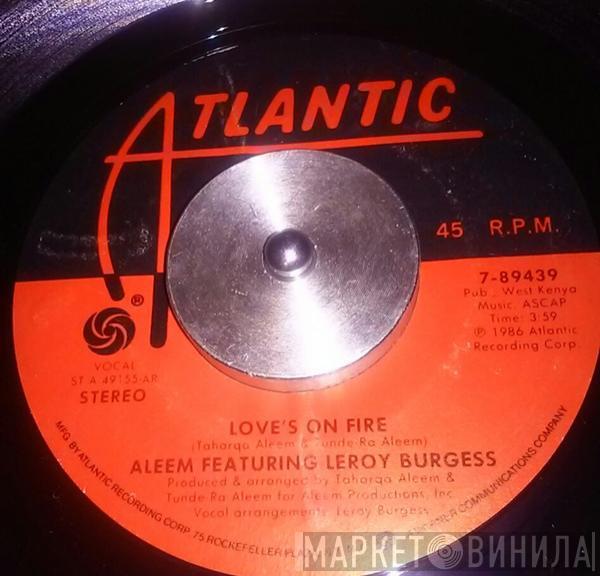 ATLANTIC
45 R.P.M.
7-89439
Pub., West Kenya
Music, ASCAP
Time: 3:59
℗ 1986 Atlantic
Recording Corp.
®
VOCAL
ST A 49155-AR
STEREO
LOVE'S ON FIRE
(Taharqa Aleem & Tunde-Ra Aleem)
ALEEM FEATURING LEROY BURGESS
Produced & arranged by Taharqa Aleem &
Tunde-Ra Aleem for Aleem Productions, Inc.
Vocal arrangements: Leroy Burgess
MFG. BY ATLANTIC RECORDING CORP. 75 ROCKEFELLER COMMUNICATIONS COMPANY
МАРКЕТ ВИНИЛА